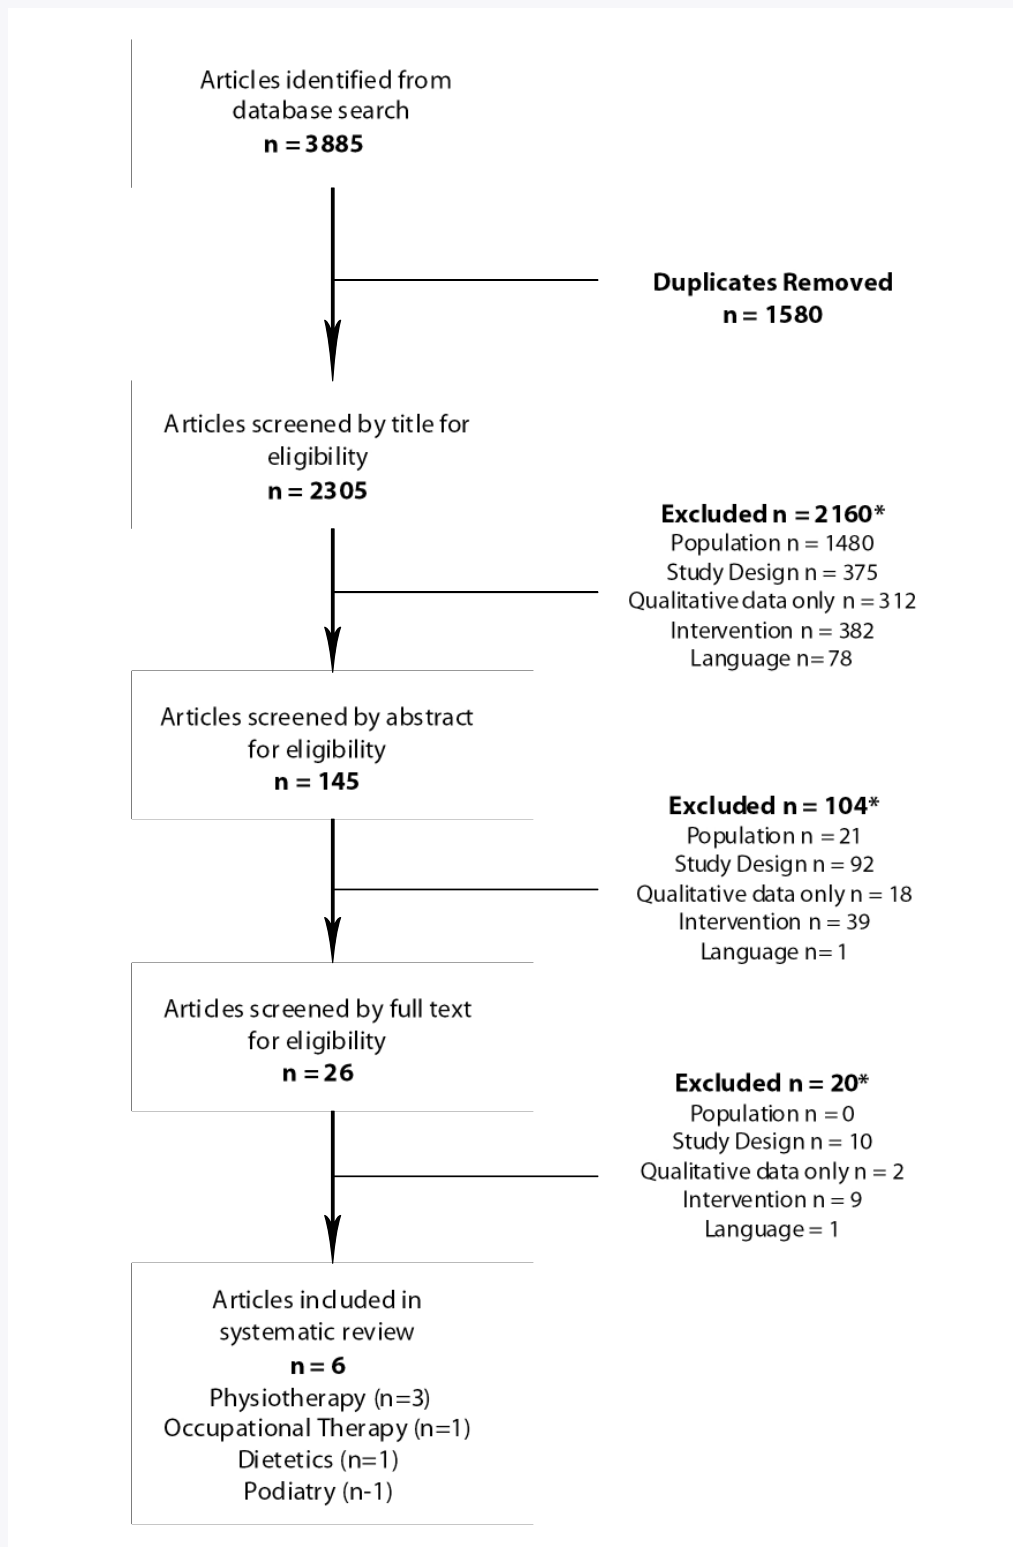 Articles identified from
database search
n = 3885
Duplicates Removed
n = 1580
Articles screened by title for
eligibility
n = 2305
Excluded n = 2160*
Population n = 1480
Study Design n = 375
Qualitative data only n = 312
Intervention n = 382
Language n= 78
Articles screened by abstract
for eligibility
n = 145
Excluded n = 104*
Population n = 21
Study Design n = 92
Qualitative data only n = 18
Intervention n = 39
Language n= 1
Articles screened by full text
for eligibility
n = 26
Excluded n = 20*
Population n = 0
Study Design n = 10
Qualitative data only n = 2
Intervention n = 9
Language = 1
Articles included in
systematic review
n = 6
Physiotherapy (n=3)
Occupational Therapy (n=1)
Dietetics (n=1)
Podiatry (n-1)